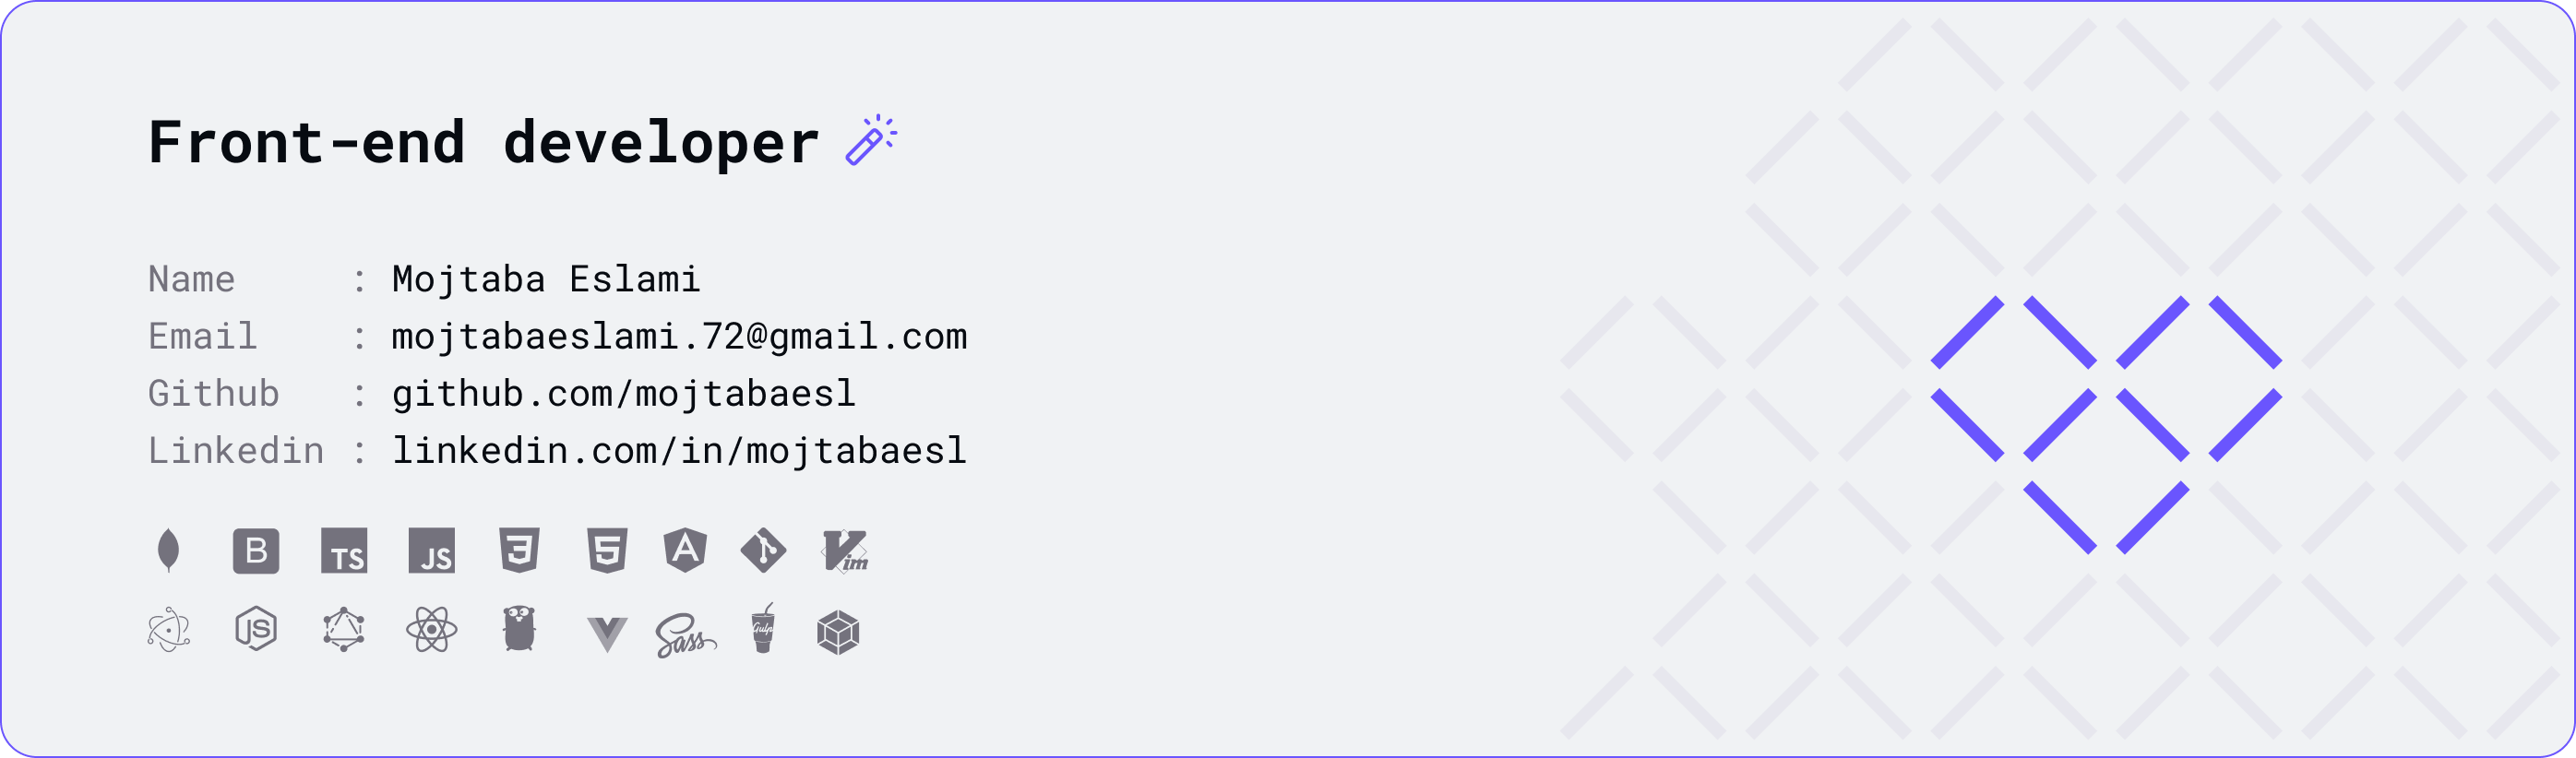 Front-end developer
Name : Mojtaba Eslami
Email : mojtabaeslami.72@gmail.com
Github : github.com/mojtabaesl
Linkedin : linkedin.com/in/mojtabaesl
B TS JS 3 5 A Vim
JS Sass Gulp